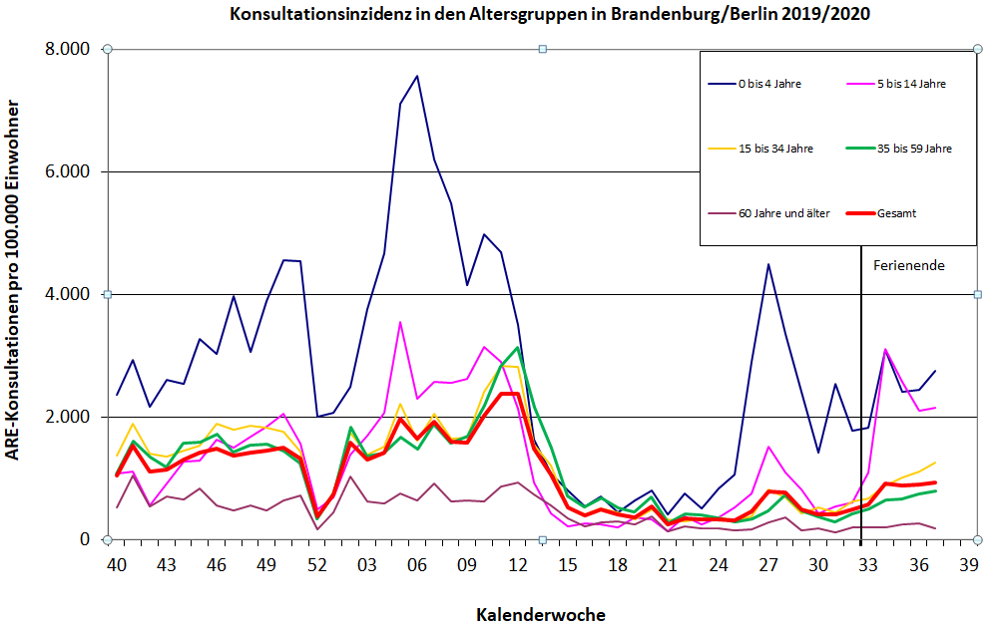 Konsultationsinzidenz in den Altersgruppen in Brandenburg/Berlin 2019/2020
ARE-Konsultationen pro 100.000 Einwohner
8.000
6.000
4.000
2.000
0
0 bis 4 Jahre
5 bis 14 Jahre
15 bis 34 Jahre
35 bis 59 Jahre
60 Jahre und älter
Gesamt
Ferienende
40 43 46 49 52 03 06 09 12 15 18 21 24 27 30 33 36 39
Kalenderwoche